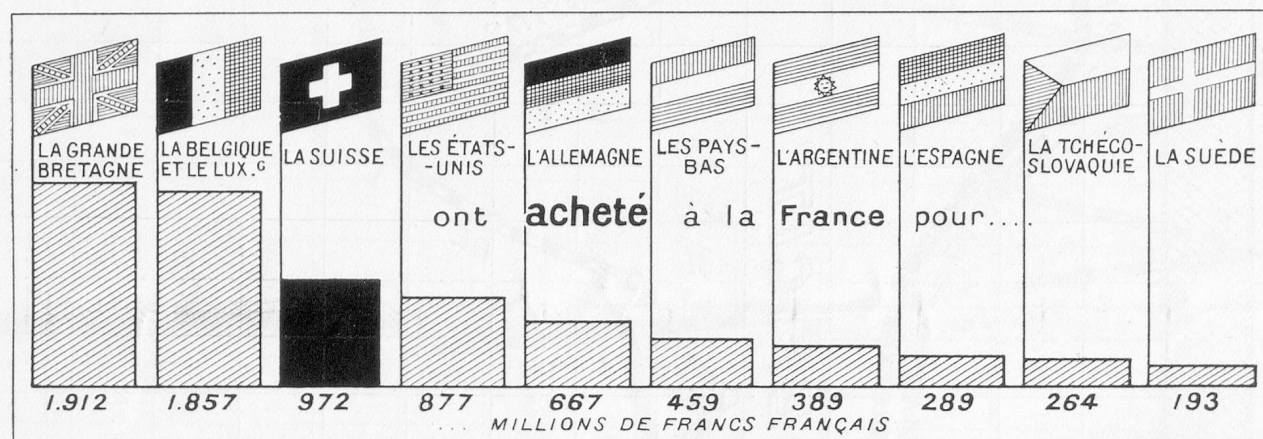 LA GRANDE BRETAGNE
LA BELGIQUE ET LE LUX.G
LA SUISSE
LES ÉTATS-
-UNIS
L'ALLEMAGNE
LES PAYS-
BAS
L'ARGENTINE
L'ESPAGNE
LA TCHÉCO-
SLOVAQUIE
LA SUÈDE
ont acheté à la France pour....
1.912 1.857 972 877 667 459 389 289 264 193
... MILLIONS DE FRANCS FRANÇAIS